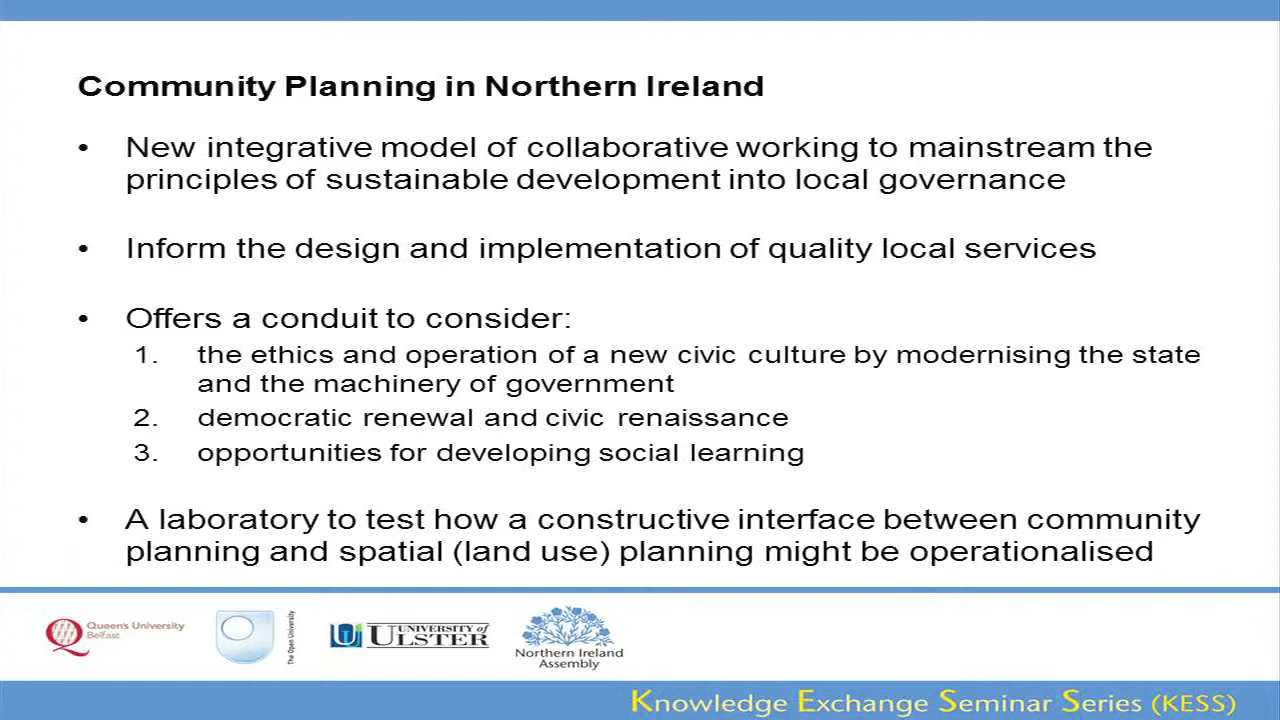 Community Planning in Northern Ireland
• New integrative model of collaborative working to mainstream the
principles of sustainable development into local governance
• Inform the design and implementation of quality local services
• Offers a conduit to consider:
1. the ethics and operation of a new civic culture by modernising the state
and the machinery of government
2. democratic renewal and civic renaissance
3. opportunities for developing social learning
• A laboratory to test how a constructive interface between community
planning and spatial (land use) planning might be operationalised
Queen's University
Belfast
The Open University
UNIVERSITY of
ULSTER
Northern Ireland
Assembly
Knowledge Exchange Seminar Series (KESS)